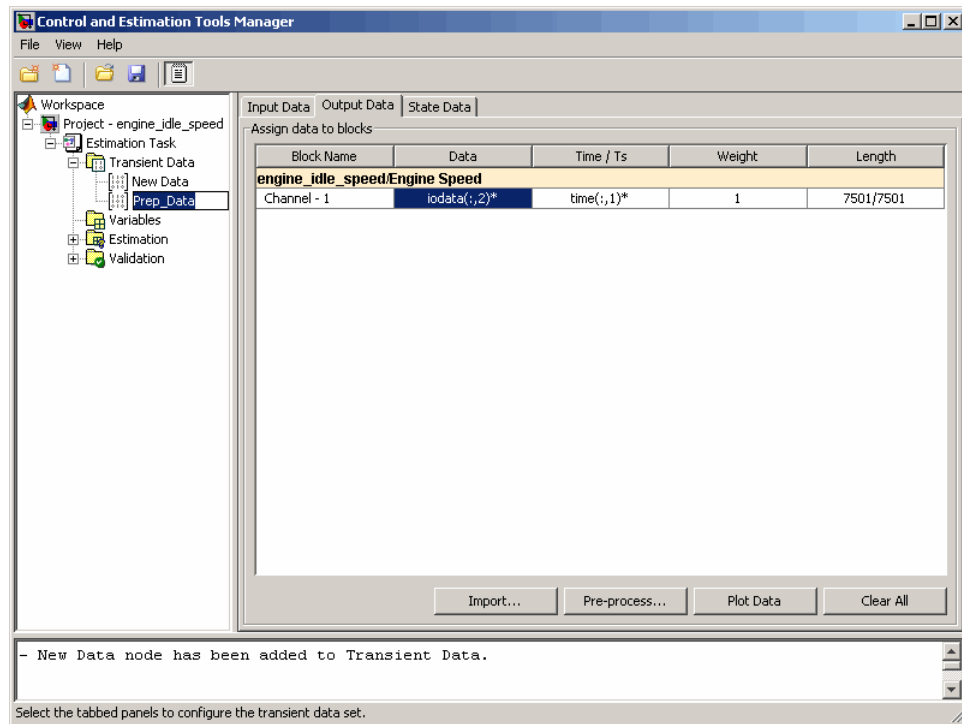 Control and Estimation Tools Manager
File View Help
Workspace
Project - engine_idle_speed
Estimation Task
Transient Data
New Data
Prep_Data
Variables
Estimation
Validation
Input Data Output Data State Data
Assign data to blocks
Block Name Data Time / Ts Weight Length
engine_idle_speed/Engine Speed
Channel - 1 iodata(:,2)* time(:,1)* 1 7501/7501
Import... Pre-process... Plot Data Clear All
- New Data node has been added to Transient Data.
Select the tabbed panels to configure the transient data set.